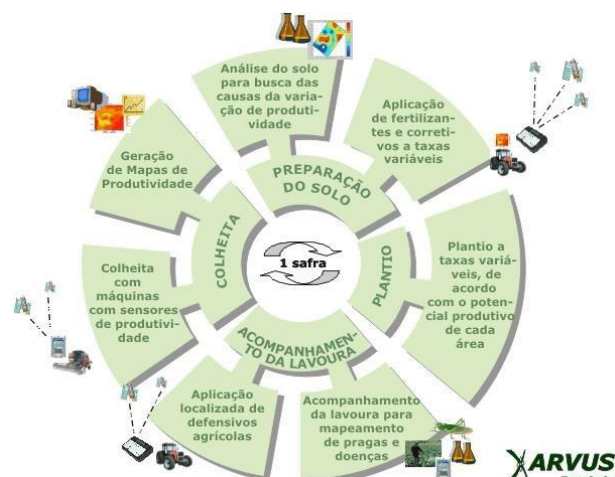 Análise do solo
para busca das
causas da varia-
ção de produti-
vidade
Aplicação
de fertilizan-
tes e correti-
vos a taxas
variáveis
Plantio a
taxas variá-
veis, de
acordo
com o poten-
cial produtivo
de cada
área
Acompanhamento
da lavoura para
mapeamento
de pragas e
doenças
Aplicação
localizada de
defensivos
agrícolas
Colheita
com
máquinas
com sensores
de produtivi-
dade
Geração
de Mapas de
Produtividade
PREPARAÇÃO
DO SOLO
PLANTIO
ACOMPANHAMEN-
TO DA LAVOURA
COLHEITA
1 safra
ARVUS